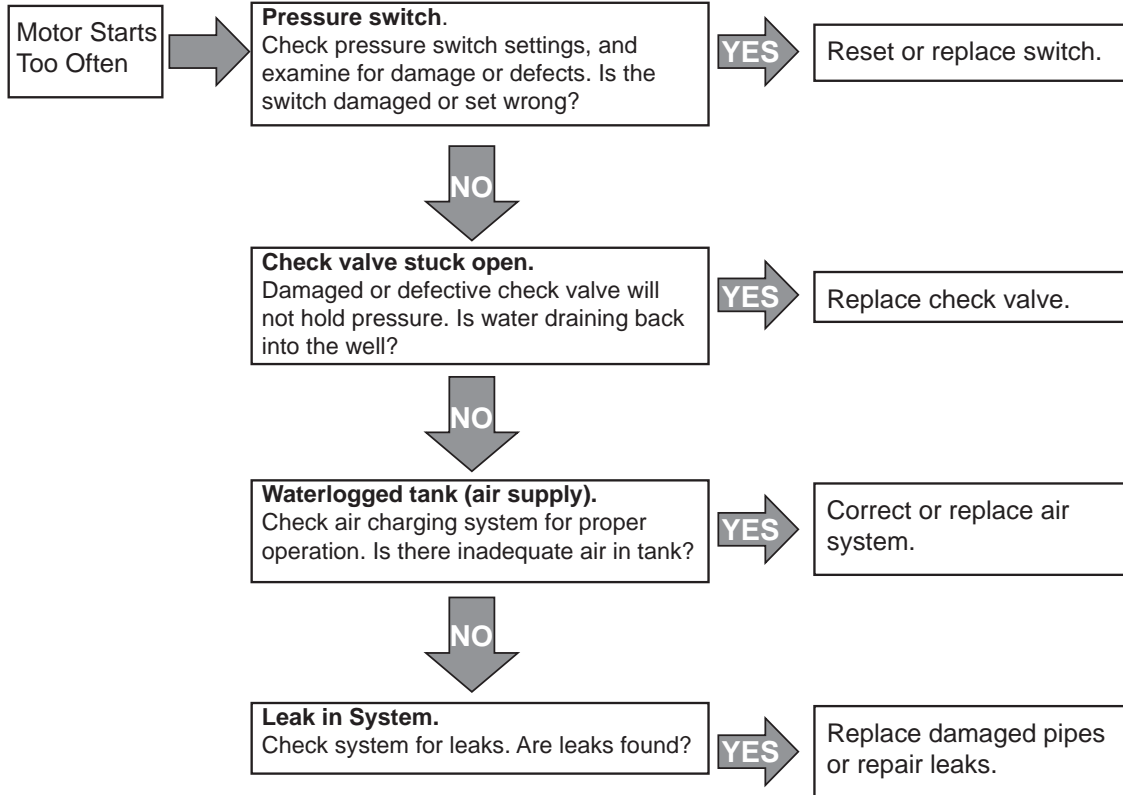 Motor Starts
Too Often
Pressure switch.
Check pressure switch settings, and
examine for damage or defects. Is the
switch damaged or set wrong?
YES
Reset or replace switch.
NO
Check valve stuck open.
Damaged or defective check valve will
not hold pressure. Is water draining back
into the well?
YES
Replace check valve.
NO
Waterlogged tank (air supply).
Check air charging system for proper
operation. Is there inadequate air in tank?
YES
Correct or replace air
system.
NO
Leak in System.
Check system for leaks. Are leaks found?
YES
Replace damaged pipes
or repair leaks.